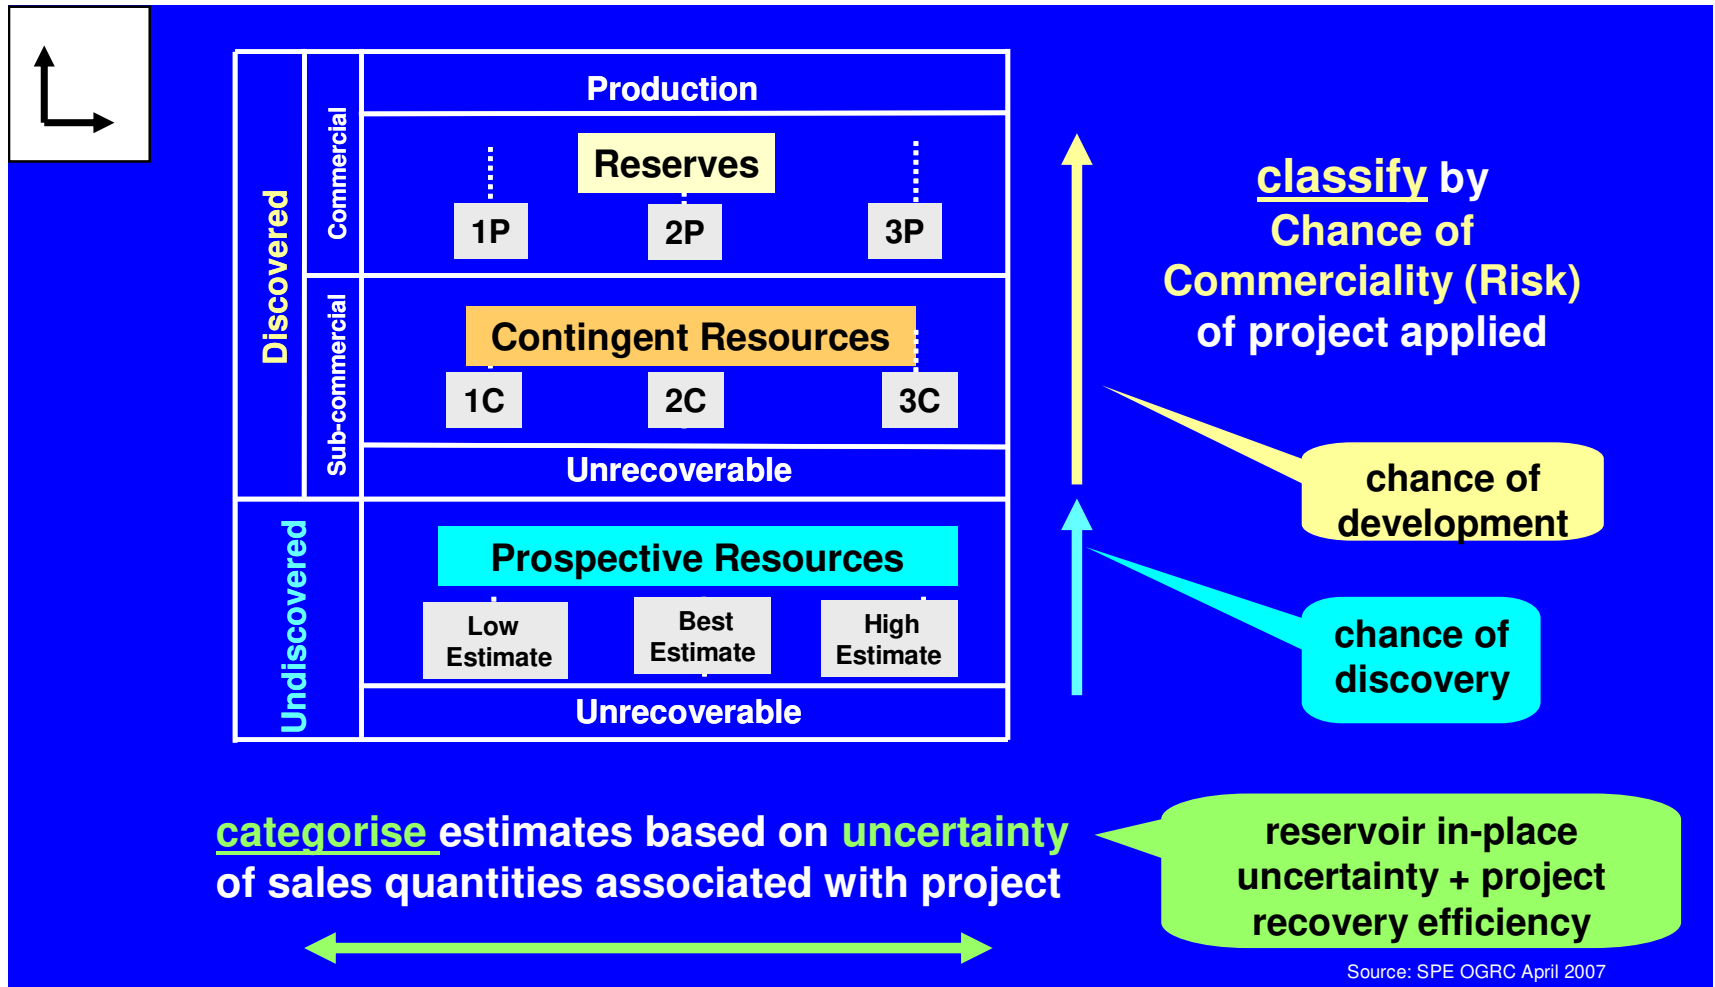 Production
Commercial
Reserves
1P
2P
3P
Discovered
Sub-commercial
Contingent Resources
1C
2C
3C
Unrecoverable
Undiscovered
Prospective Resources
Low
Estimate
Best
Estimate
High
Estimate
Unrecoverable
classify by
Chance of
Commerciality (Risk)
of project applied
chance of
development
chance of
discovery
categorise estimates based on uncertainty
of sales quantities associated with project
reservoir in-place
uncertainty + project
recovery efficiency
Source: SPE OGRC April 2007